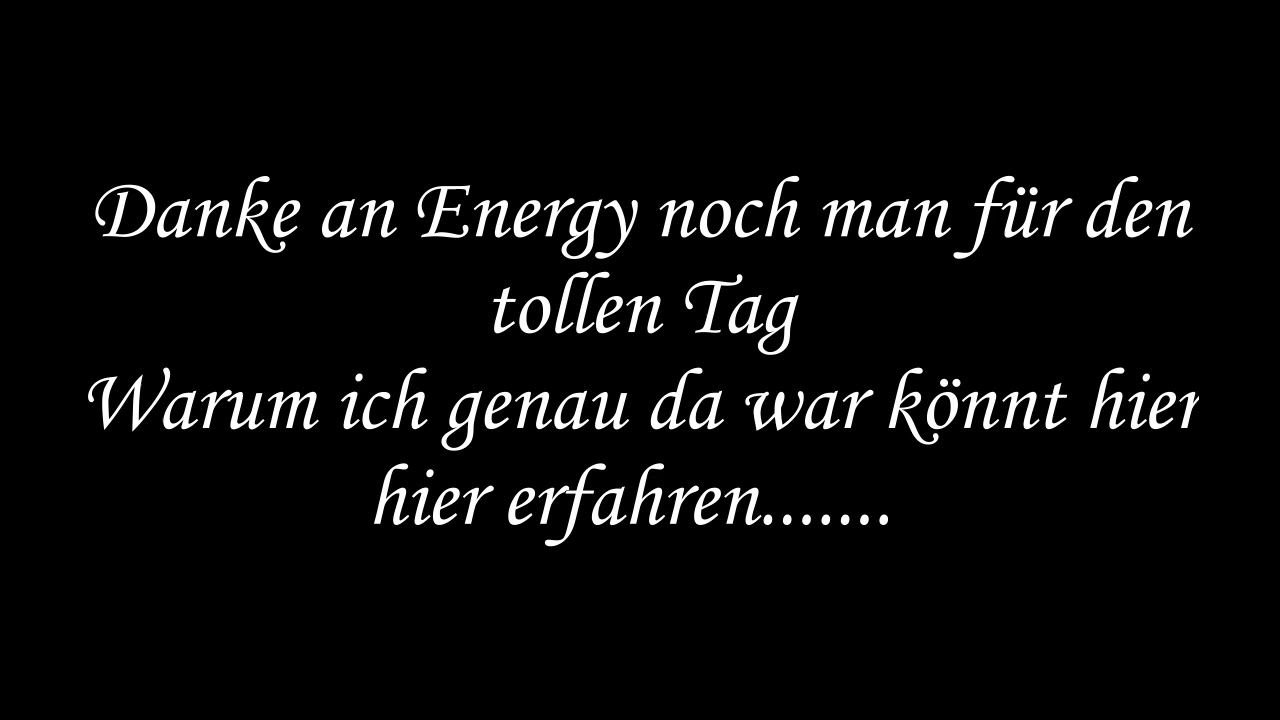 Danke an Energy noch man für den
tollen Tag
Warum ich genau da war könnt hier
hier erfahren.......